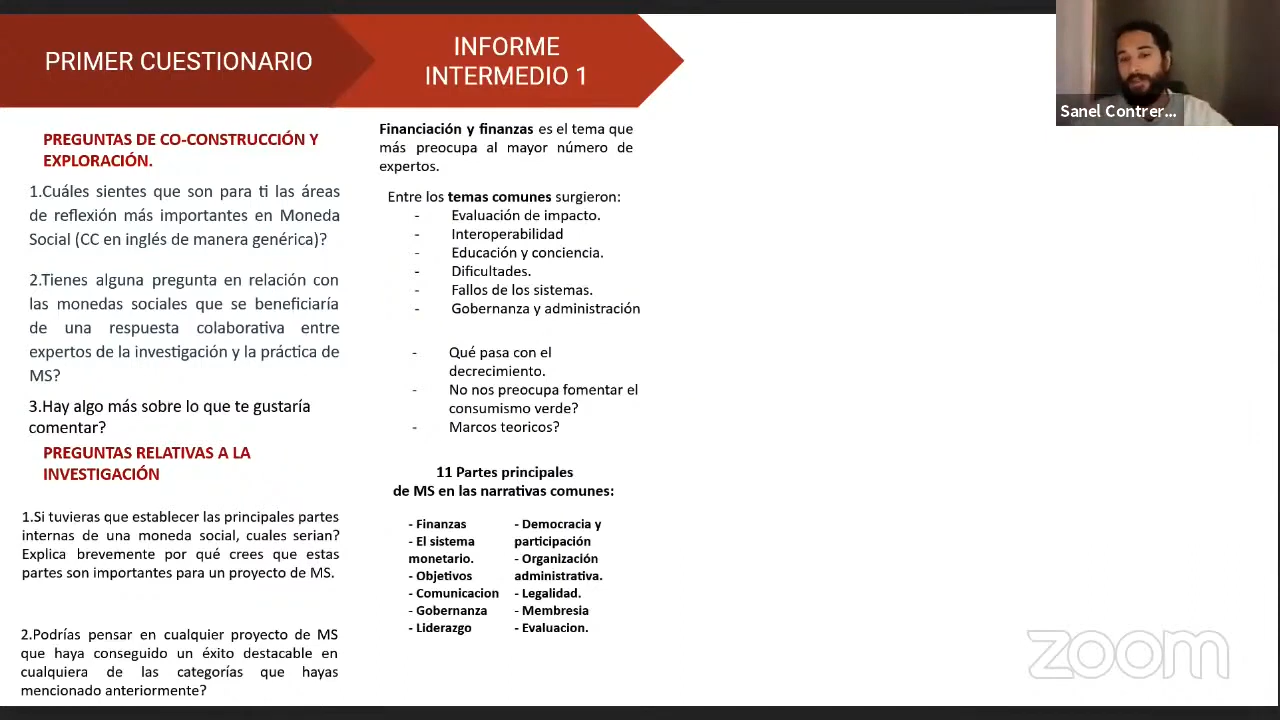 PRIMER CUESTIONARIO
INFORME
INTERMEDIO 1
Sanel Contrer...
PREGUNTAS DE CO-CONSTRUCCIÓN Y
EXPLORACIÓN.
1.Cuáles sientes que son para ti las áreas
de reflexión más importantes en Moneda
Social (CC en inglés de manera genérica)?
2.Tienes alguna pregunta en relación con
las monedas sociales que se beneficiaría
de una respuesta colaborativa entre
expertos de la investigación y la práctica de
MS?
3.Hay algo más sobre lo que te gustaría
comentar?
PREGUNTAS RELATIVAS A LA
INVESTIGACIÓN
1.Si tuvieras que establecer las principales partes
internas de una moneda social, cuales serian?
Explica brevemente por qué crees que estas
partes son importantes para un proyecto de MS.
2.Podrías pensar en cualquier proyecto de MS
que haya conseguido un éxito destacable en
cualquiera de las categorías que hayas
mencionado anteriormente?
Financiación y finanzas es el tema que
más preocupa al mayor número de
expertos.
Entre los temas comunes surgieron:
- Evaluación de impacto.
- Interoperabilidad
- Educación y conciencia.
- Dificultades.
- Fallos de los sistemas.
- Gobernanza y administración
- Qué pasa con el
decrecimiento.
- No nos preocupa fomentar el
consumismo verde?
- Marcos teoricos?
11 Partes principales
de MS en las narrativas comunes:
- Finanzas
- El sistema
monetario.
- Objetivos
- Comunicacion
- Gobernanza
- Liderazgo
- Democracia y
participación
- Organización
administrativa.
- Legalidad.
- Membresia
- Evaluacion.
zoom